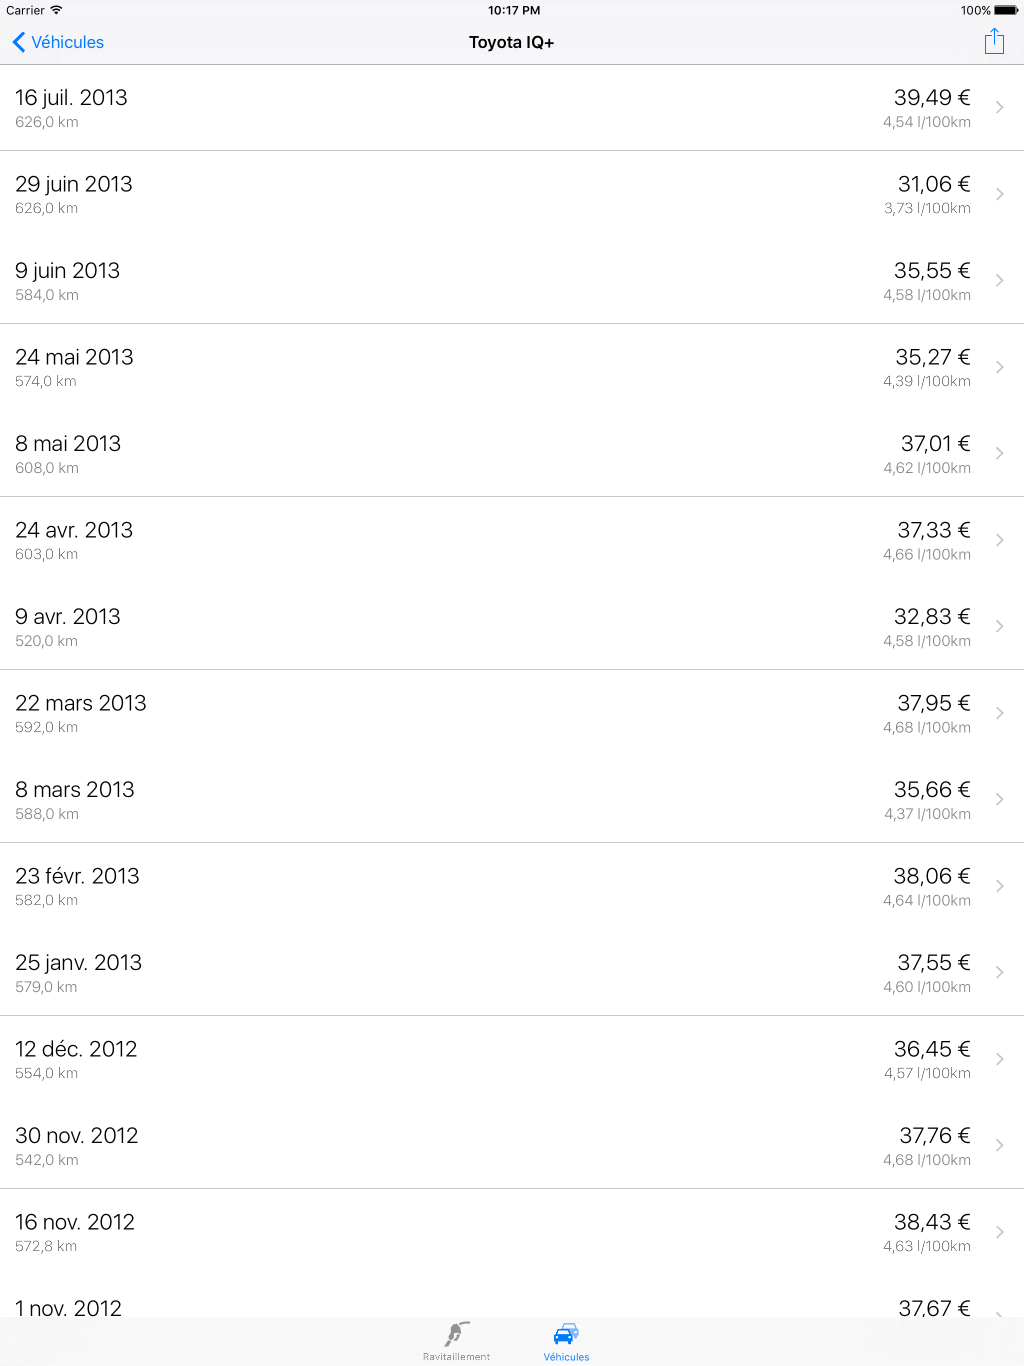 Carrier 10:17 PM 100%
Véhicules Toyota IQ+
16 juil. 2013 39,49 €
626,0 km 4,54 l/100km
29 juin 2013 31,06 €
626,0 km 3,73 l/100km
9 juin 2013 35,55 €
584,0 km 4,58 l/100km
24 mai 2013 35,27 €
574,0 km 4,39 l/100km
8 mai 2013 37,01 €
608,0 km 4,62 l/100km
24 avr. 2013 37,33 €
603,0 km 4,66 l/100km
9 avr. 2013 32,83 €
520,0 km 4,58 l/100km
22 mars 2013 37,95 €
592,0 km 4,68 l/100km
8 mars 2013 35,66 €
588,0 km 4,37 l/100km
23 févr. 2013 38,06 €
582,0 km 4,64 l/100km
25 janv. 2013 37,55 €
579,0 km 4,60 l/100km
12 déc. 2012 36,45 €
554,0 km 4,57 l/100km
30 nov. 2012 37,76 €
542,0 km 4,68 l/100km
16 nov. 2012 38,43 €
572,8 km 4,63 l/100km
1 nov. 2012 37,67 €
Ravitaillement Véhicules